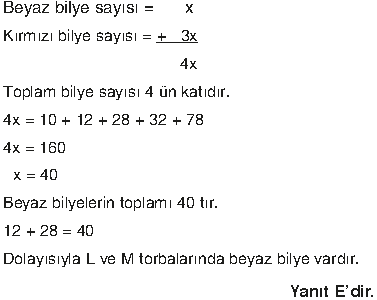 Beyaz bilye sayısı = x
Kırmızı bilye sayısı = + 3x
4x
Toplam bilye sayısı 4 ün katıdır.
4x = 10 + 12 + 28 + 32 + 78
4x = 160
x = 40
Beyaz bilyelerin toplamı 40 tır.
12 + 28 = 40
Dolayısıyla L ve M torbalarında beyaz bilye vardır.
Yanıt E'dir.